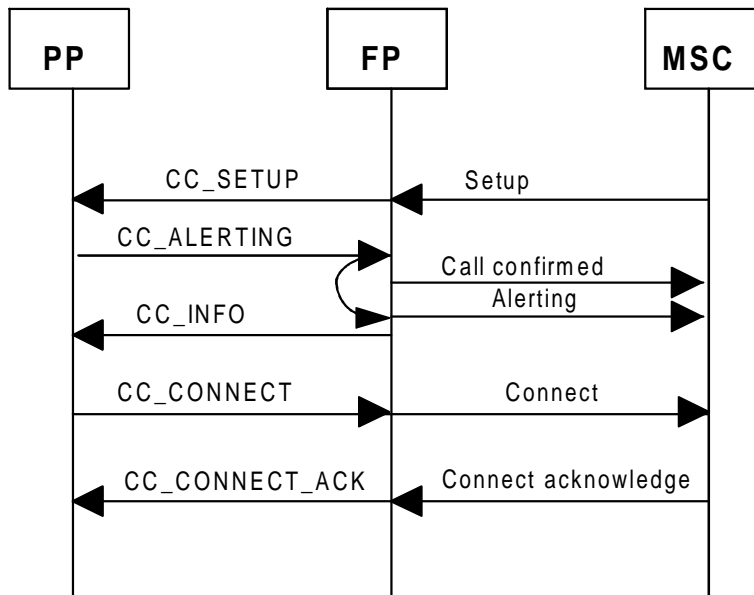 PP
FP
MSC
CC_SETUP
Setup
CC_ALERTING
Call confirmed
Alerting
CC_INFO
CC_CONNECT
Connect
CC_CONNECT_ACK
Connect acknowledge